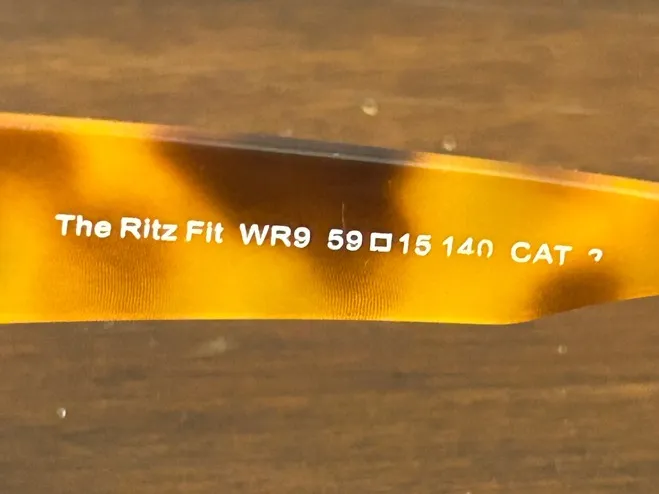 The Ritz Fit WR9 59□15 140 CAT